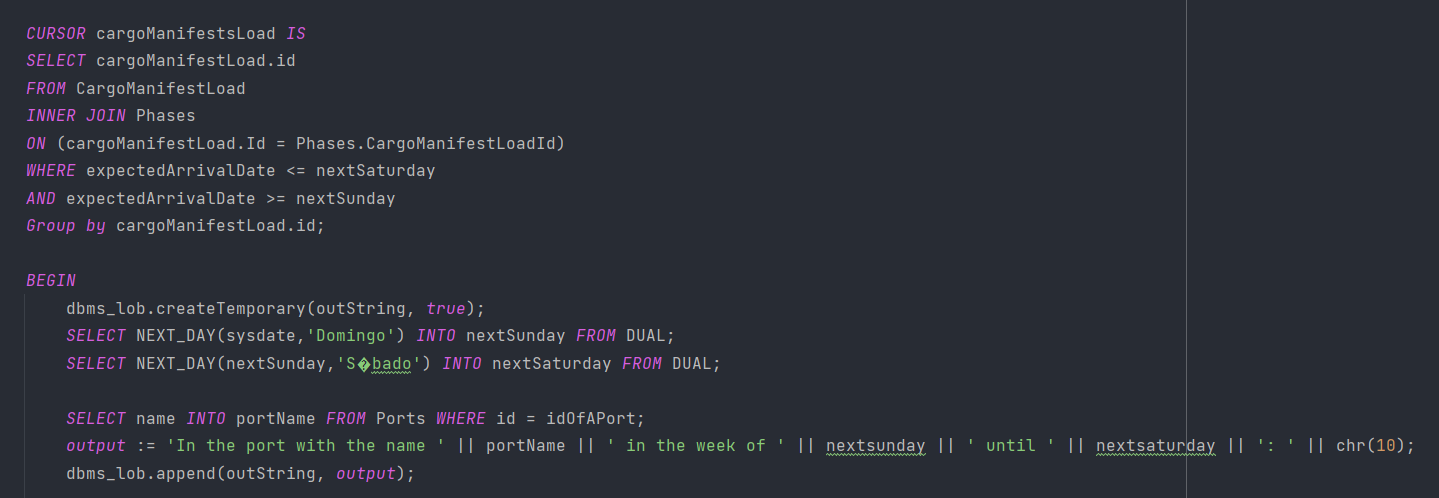 CURSOR cargoManifestsLoad IS
SELECT cargoManifestLoad.id
FROM CargoManifestLoad
INNER JOIN Phases
ON (cargoManifestLoad.Id = Phases.CargoManifestLoadId)
WHERE expectedArrivalDate <= nextSaturday
AND expectedArrivalDate >= nextSunday
Group by cargoManifestLoad.id;

BEGIN
    dbms_lob.createTemporary(outString, true);
    SELECT NEXT_DAY(sysdate,'Domingo') INTO nextSunday FROM DUAL;
    SELECT NEXT_DAY(nextSunday,'S�bado') INTO nextSaturday FROM DUAL;

    SELECT name INTO portName FROM Ports WHERE id = idOfAPort;
    output := 'In the port with the name ' || portName || ' in the week of ' || nextsunday || ' until ' || nextsaturday || ': ' || chr(10);
    dbms_lob.append(outString, output);